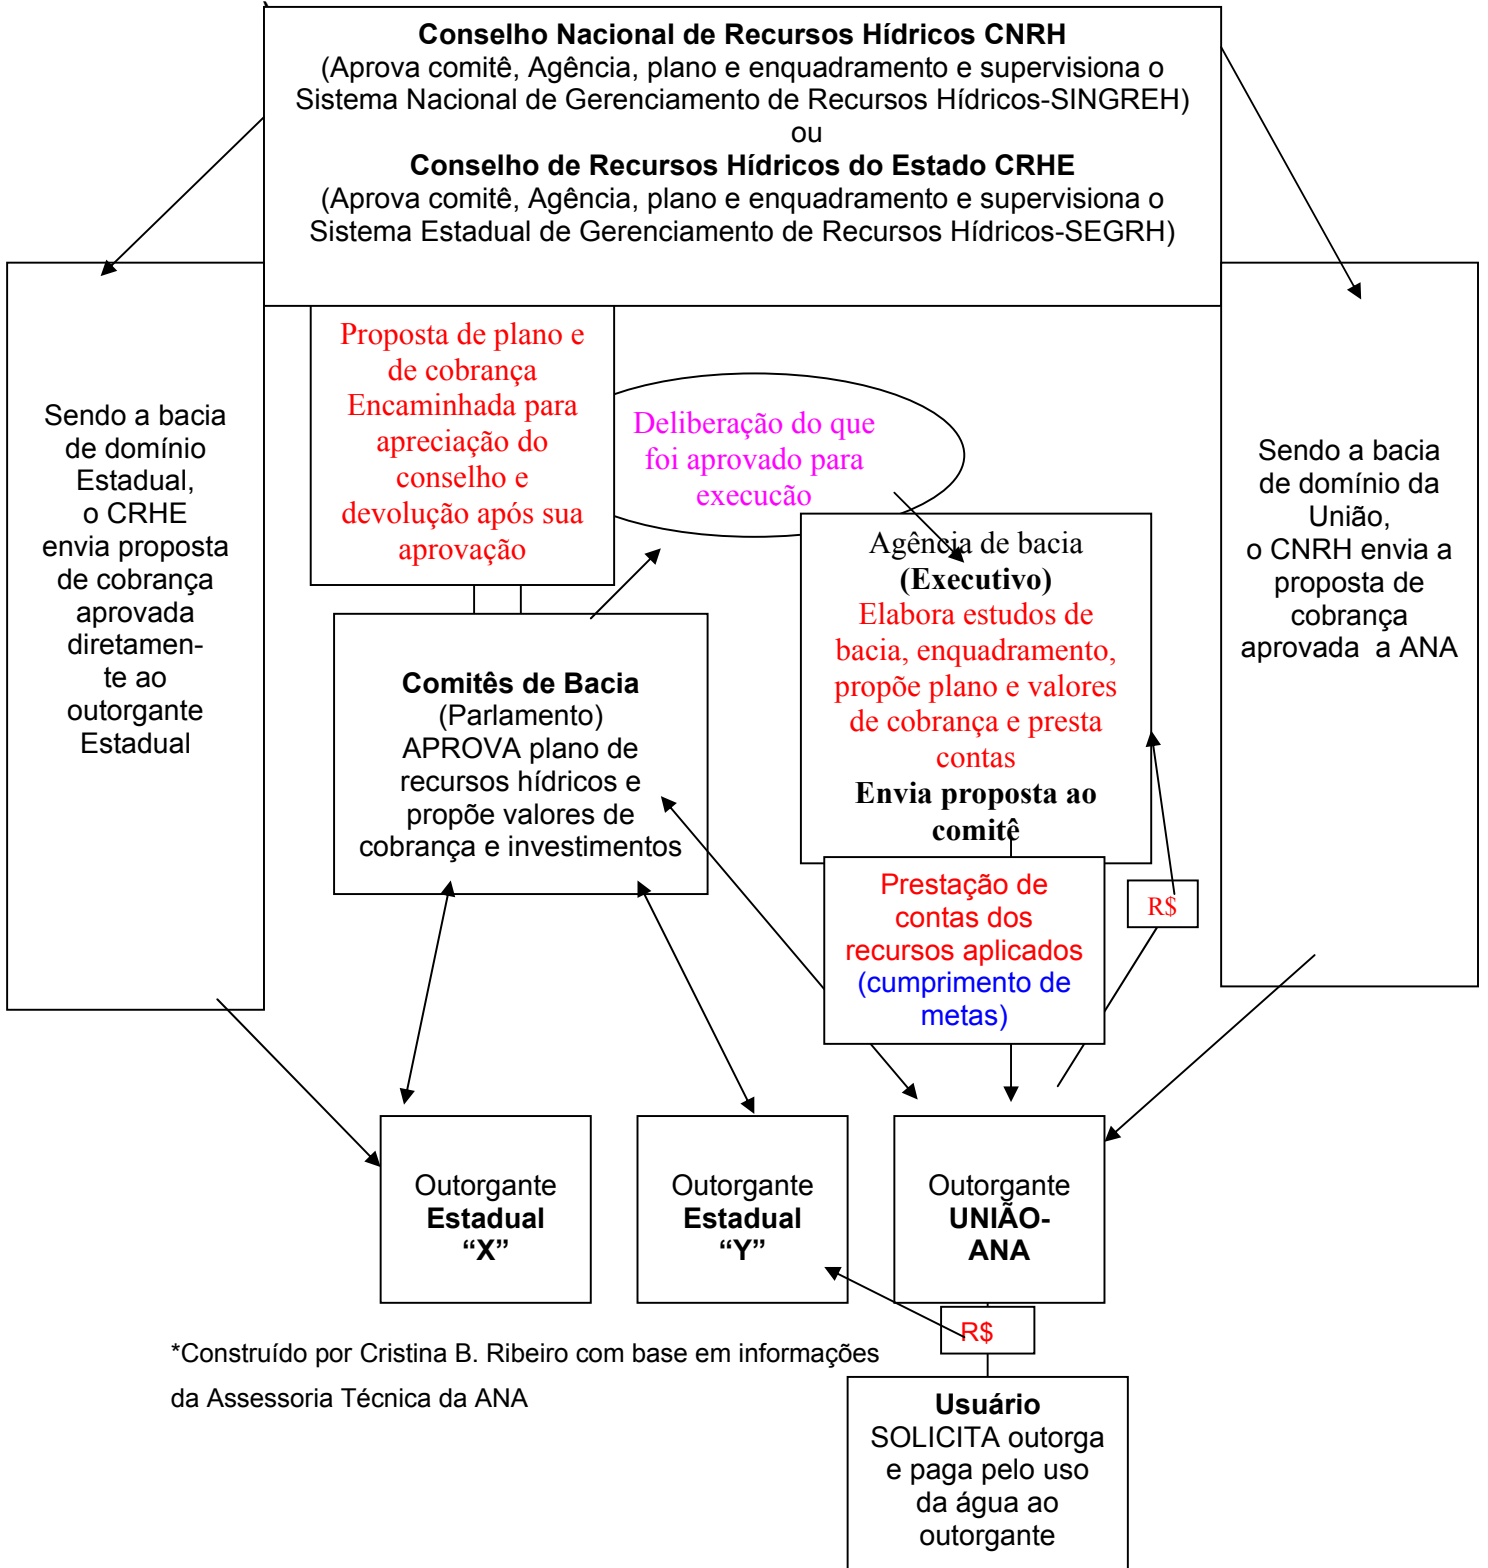 Conselho Nacional de Recursos Hídricos CNRH
(Aprova comitê, Agência, plano e enquadramento e supervisiona o
Sistema Nacional de Gerenciamento de Recursos Hídricos-SINGREH)
ou
Conselho de Recursos Hídricos do Estado CRHE
(Aprova comitê, Agência, plano e enquadramento e supervisiona o
Sistema Estadual de Gerenciamento de Recursos Hídricos-SEGRH)
Sendo a bacia
de domínio
Estadual,
o CRHE
envia proposta
de cobrança
aprovada
diretamen-
te ao
outorgante
Estadual
Proposta de plano e
de cobrança
Encaminhada para
apreciação do
conselho e
devolução após sua
aprovação
Deliberação do que
foi aprovado para
execucão
Sendo a bacia
de domínio da
União,
o CNRH envia a
proposta de
cobrança
aprovada a ANA
Agência de bacia
(Executivo)
Elabora estudos de
bacia, enquadramento,
propõe plano e valores
de cobrança e presta
contas
Envia proposta ao
comitê
Comitês de Bacia
(Parlamento)
APROVA plano de
recursos hídricos e
propõe valores de
cobrança e investimentos
Prestação de
contas dos
recursos aplicados
(cumprimento de
metas)
R$
Outorgante
Estadual
“X”
Outorgante
Estadual
“Y”
Outorgante
UNIÃO-
ANA
R$
*Construído por Cristina B. Ribeiro com base em informações
da Assessoria Técnica da ANA
Usuário
SOLICITA outorga
e paga pelo uso
da água ao
outorgante